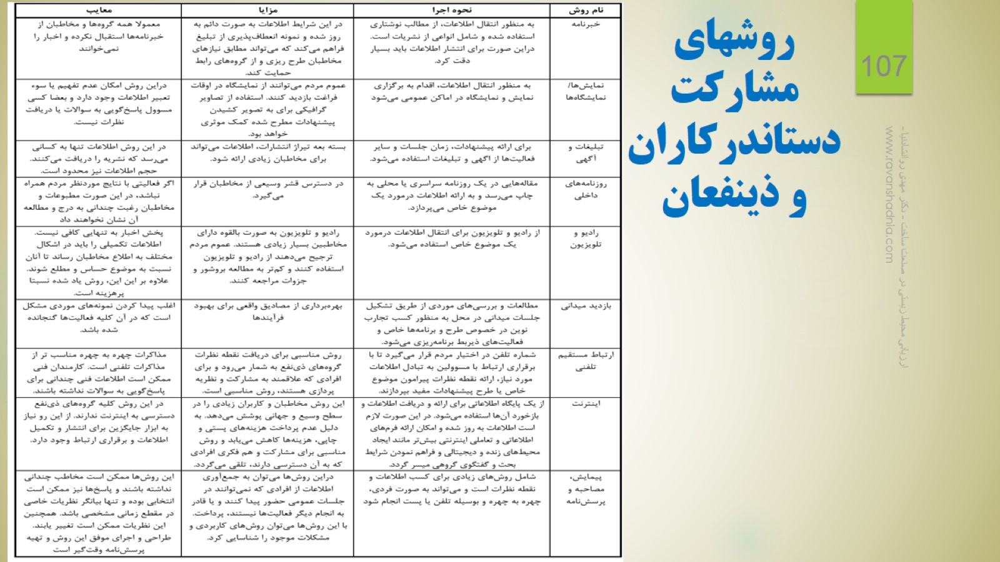 روشهای
مشارکت
دستاندرکاران
و ذینفعان
107
ارزیابی محیط زیستی در صنعت ساخت - نگار مهدی روانشادنیا -
www.ravanshadnia.com
نام روش
نحوه اجرا
مزایا
معایب
خبرنامه
به منظور انتقال اطلاعات، از مطالب نوشتاری
استفاده شده و شامل انواعی از نشریات است.
دراین صورت برای انتشار اطلاعات باید بسیار
دقت کرد.
در این شرایط اطلاعات به صورت دائم به
روز شده و نمونه انعطاف‌پذیری از تبلیغ
فراهم می‌کند که می‌تواند مطابق نیازهای
مخاطبان طرح ریزی و از گروه‌های رابط
حمایت کند.
معمولا همه گروه‌ها و مخاطبان از
خبرنامه‌ها استقبال نکرده و اخبار را
نمی‌خوانند
نمایش‌ها/
نمایشگاه‌ها
به منظور انتقال اطلاعات، اقدام به برگزاری
نمایش و نمایشگاه در اماکن عمومی می‌شود
عموم مردم می‌توانند از نمایشگاه در اوقات
فراغت بازدید کنند. استفاده از تصاویر
گرافیکی برای به تصویر کشیدن
پیشنهادات مطرح شده کمک موثری
خواهد بود.
دراین روش امکان عدم تفهیم یا سوء
تعبیر اطلاعات وجود دارد و بعضا کسی
مسوول پاسخ‌گویی به سوالات یا دریافت
نظرات نیست.
تبلیغات و
آگهی
برای ارائه پیشنهادات، زمان جلسات و سایر
فعالیت‌ها از اگهی و تبلیغات استفاده می‌شود.
بسته بعه تیراژ انتشارات، اطلاعات می‌تواند
برای مخاطبان زیادی ارائه شود.
در این روش اطلاعات تنها به کسانی
می‌رسد که نشریه را دریافت می‌کنند.
حجم اطلاعات نیز محدود است.
روزنامه‌های
داخلی
مقاله‌هایی در یک روزنامه سراسری یا محلی به
چاپ می‌رسد و به ارائه اطلاعات درمورد یک
موضوع خاص می‌پردازد.
در دسترس قشر وسیعی از مخاطبان قرار
می‌گیرد.
اگر فعالیتی با نتایج موردنظر مردم همراه
نباشد، در این صورت مطبوعات و
مخاطبان رغبت چندانی به درج و مطالعه
آن نشان نخواهند داد
رادیو و
تلویزیون
از رادیو و تلویزیون برای انتقال اطلاعات درمورد
یک موضوع خاص استفاده می‌شود.
رادیو و تلویزیون به صورت بالقوه دارای
مخاطبین بسیار زیادی هستند. عموم مردم
ترجیح می‌دهند از رادیو و تلویزیون
استفاده کنند و کم‌تر به مطالعه بروشور و
جزوات مراجعه کنند.
پخش اخبار به تنهایی کافی نیست.
اطلاعات تکمیلی را باید در اشکال
مختلف به اطلاع مخاطبان رساند تا آنان
نسبت به موضوع حساس و مطلع شوند.
علاوه بر این این، روش یاد شده نسبتا
پرهزینه است.
بازدید میدانی
مطالعات و بررسی‌های موردی از طریق تشکیل
جلسات میدانی در محل به منظور کسب تجارب
نوین در خصوص طرح و برنامه‌ها خاص و
فعالیت‌های ذیربط برنامه‌ریزی می‌شود.
بهره‌برداری از مصادیق واقعی برای بهبود
فرآیندها
اغلب پیدا کردن نمونه‌های موردی مشکل
است که در آن کلیه فعالیت‌ها گنجانده
شده باشد.
ارتباط مستقیم
تلفنی
شماره تلفن در اختیار مردم قرار می‌گیرد تا با
برقراری ارتباط با مسوولین به تبادل اطلاعات
مورد نیاز، ارائه نقطه نظرات پیرامون موضوع
خاص یا طرح پیشنهادات مفید بپردازند.
روش مناسبی برای دریافت نقطه نظرات
گروه‌های ذی‌نفع به شمار می‌رود و برای
افرادی که علاقمند به مشارکت و نظریه
پردازی هستند، روش مناسبی است.
مذاکرات چهره به چهره مناسب تر از
مذاکرات تلفنی است. کارمندان فنی
ممکن است اطلاعات فنی چندانی برای
پاسخ‌گویی به سوالات نداشته باشند.
اینترنت
از یک پایگاه اطلاعاتی برای ارائه و دریافت اطلاعات و
بازخورد آن‌ها استفاده می‌شود. در این صورت لازم
است اطلاعات به روز شده و امکان ارائه فرم‌های
اطلاعاتی و تعاملی اینترنتی بیش‌تر مانند ایجاد
محیط‌های زنده و دیجیتالی و فراهم نمودن شرایط
بحث و گفتگوی گروهی میسر گردد.
این روش مخاطبان و کاربران زیادی را در
سطح وسیع و جهانی پوشش می‌دهد. به
دلیل عدم پرداخت هزینه‌های پستی و
چاپی، هزینه‌ها کاهش می‌یابد و روش
مناسبی برای مشارکت و هم فکری افرادی
که به آن دسترسی دارند، تلقی می‌گردد.
در این روش کلیه گروه‌های ذی‌نفع
دسترسی به اینترنت ندارند. از این رو نیاز
به ابزار جایگزین برای انتشار و تکمیل
اطلاعات و برقراری ارتباط وجود دارد.
پیمایش،
مصاحبه و
پرسش‌نامه
شامل روش‌های زیادی برای کسب اطلاعات و
نقطه نظرات است و می‌تواند به صورت فردی،
چهره به چهره و بوسیله تلفن یا پست انجام شود
دراین روش‌ها می‌توان به جمع‌آوری
اطلاعات از افرادی که نمی‌توانند در
جلسات عمومی حضور پیدا کنند و یا قادر
به انجام دیگر فعالیت‌ها نیستند، پرداخت.
با این روش‌ها می‌توان روش‌های کاربردی و
مشکلات موجود را شناسایی کرد.
این روش‌ها ممکن است مخاطب چندانی
نداشته باشند و پاسخ‌ها نیز ممکن است
انتخابی بوده و تنها بیانگر نظریات خاصی
در مقطع زمانی مشخصی باشد. همچنین
این نظریات ممکن است تغییر یابند.
طراحی و اجرای موفق این روش و تهیه
پرسش‌نامه وقت‌گیر است